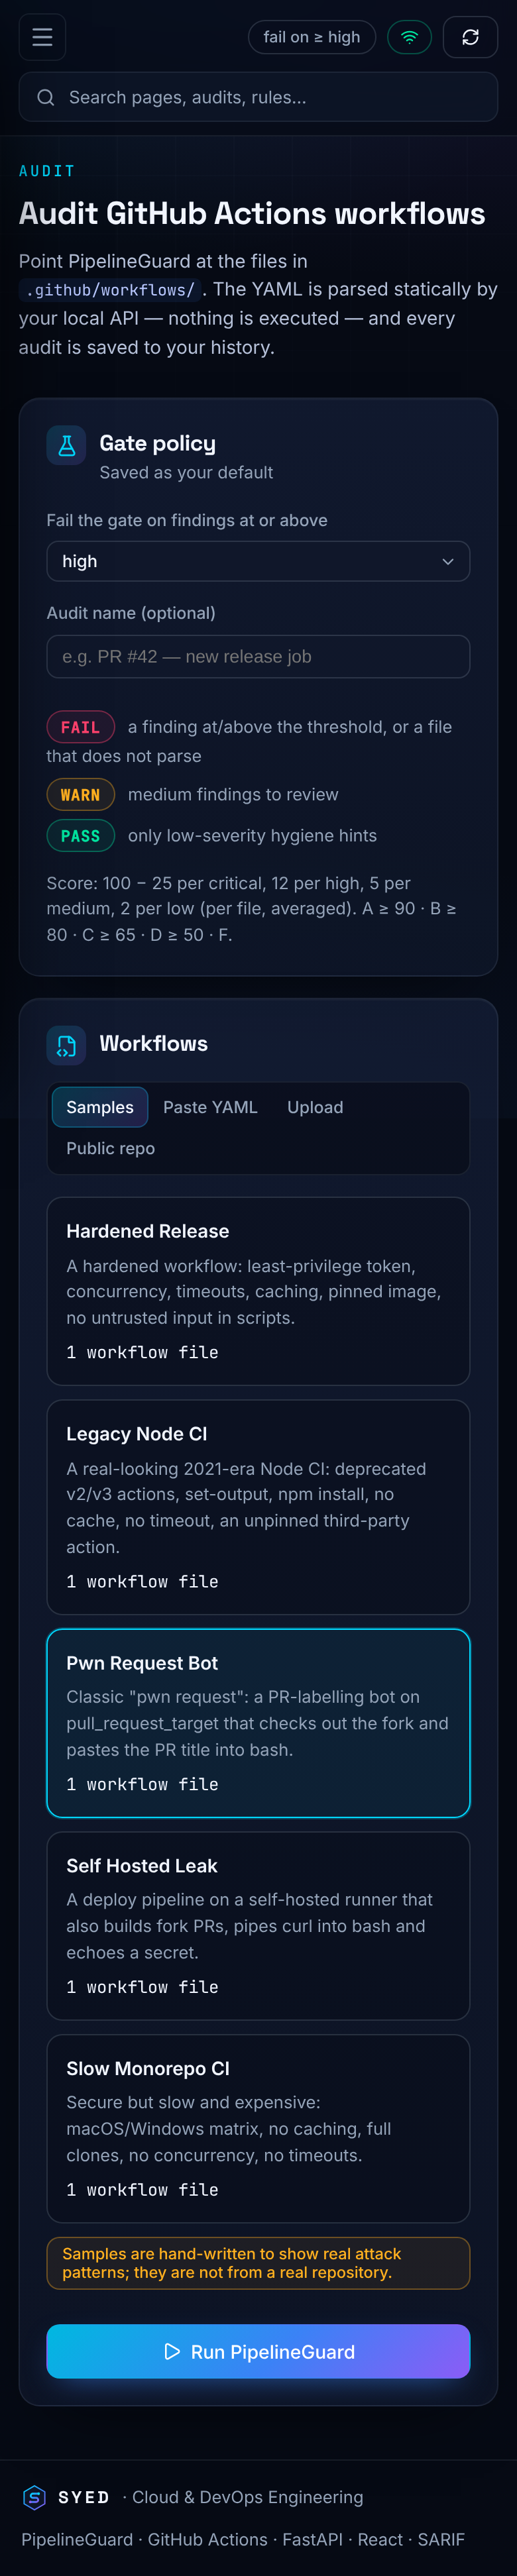 fail on ≥ high
Search pages, audits, rules...
AUDIT
Audit GitHub Actions workflows
Point PipelineGuard at the files in
.github/workflows/. The YAML is parsed statically by
your local API — nothing is executed — and every
audit is saved to your history.
Gate policy
Saved as your default
Fail the gate on findings at or above
high
Audit name (optional)
e.g. PR #42 — new release job
FAIL a finding at/above the threshold, or a file
that does not parse
WARN medium findings to review
PASS only low-severity hygiene hints
Score: 100 − 25 per critical, 12 per high, 5 per
medium, 2 per low (per file, averaged). A ≥ 90 · B ≥
80 · C ≥ 65 · D ≥ 50 · F.
Workflows
Samples Paste YAML Upload
Public repo
Hardened Release
A hardened workflow: least-privilege token,
concurrency, timeouts, caching, pinned image,
no untrusted input in scripts.
1 workflow file
Legacy Node CI
A real-looking 2021-era Node CI: deprecated
v2/v3 actions, set-output, npm install, no
cache, no timeout, an unpinned third-party
action.
1 workflow file
Pwn Request Bot
Classic "pwn request": a PR-labelling bot on
pull_request_target that checks out the fork and
pastes the PR title into bash.
1 workflow file
Self Hosted Leak
A deploy pipeline on a self-hosted runner that
also builds fork PRs, pipes curl into bash and
echoes a secret.
1 workflow file
Slow Monorepo CI
Secure but slow and expensive:
macOS/Windows matrix, no caching, full
clones, no concurrency, no timeouts.
1 workflow file
Samples are hand-written to show real attack
patterns; they are not from a real repository.
Run PipelineGuard
SYED · Cloud & DevOps Engineering
PipelineGuard · GitHub Actions · FastAPI · React · SARIF